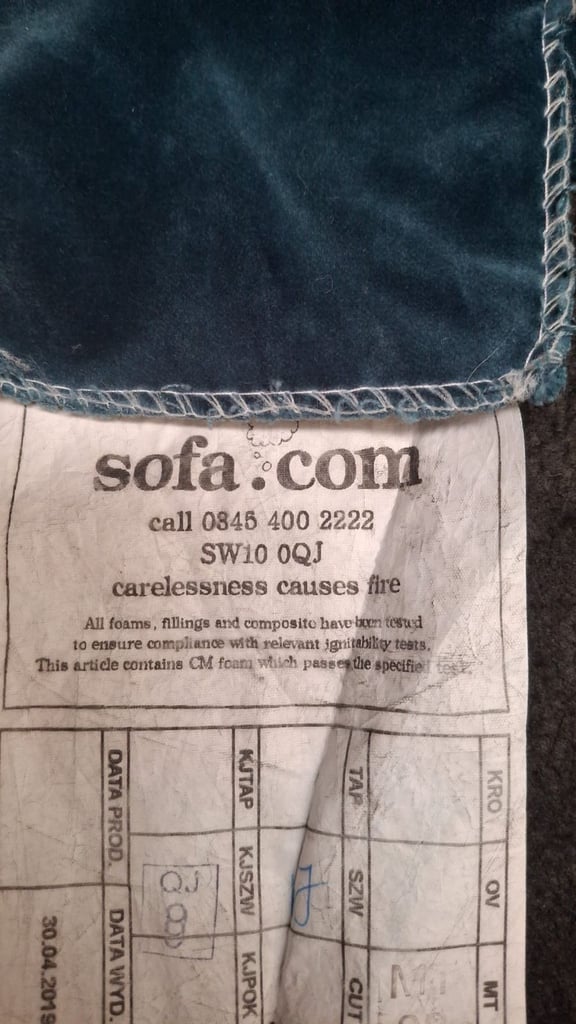 sofa.com
call 0845 400 2222
SW10 0QJ
carelessness causes fire
All foams, fillings and composite have been tested
to ensure compliance with relevant ignitability tests.
This article contains CM foam which passes the specified test.
KRO OV MT
TAP SZW CUT
KJTAP KJSZW KJPOK
DATA PROD. DATA WYD.
30.04.2019